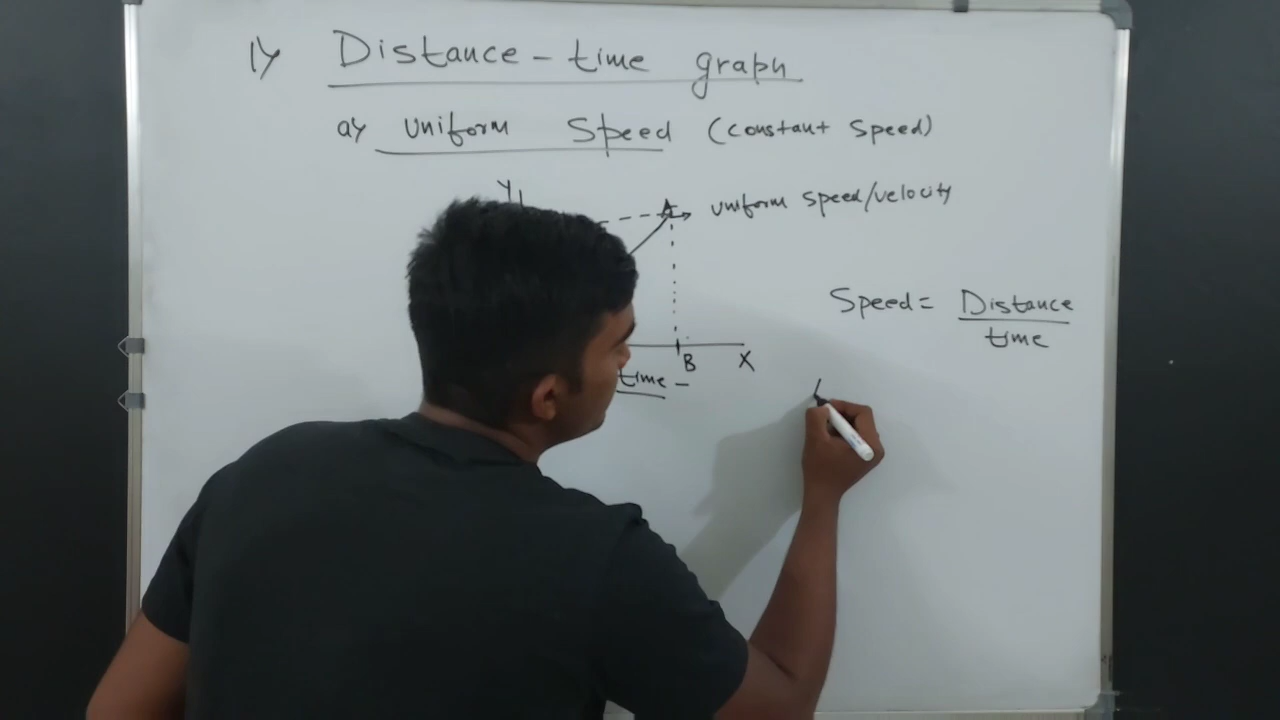 1) Distance - time graph
a) Uniform Speed (constant speed)
Y
A uniform speed/velocity
Speed = Distance
time
B X
time